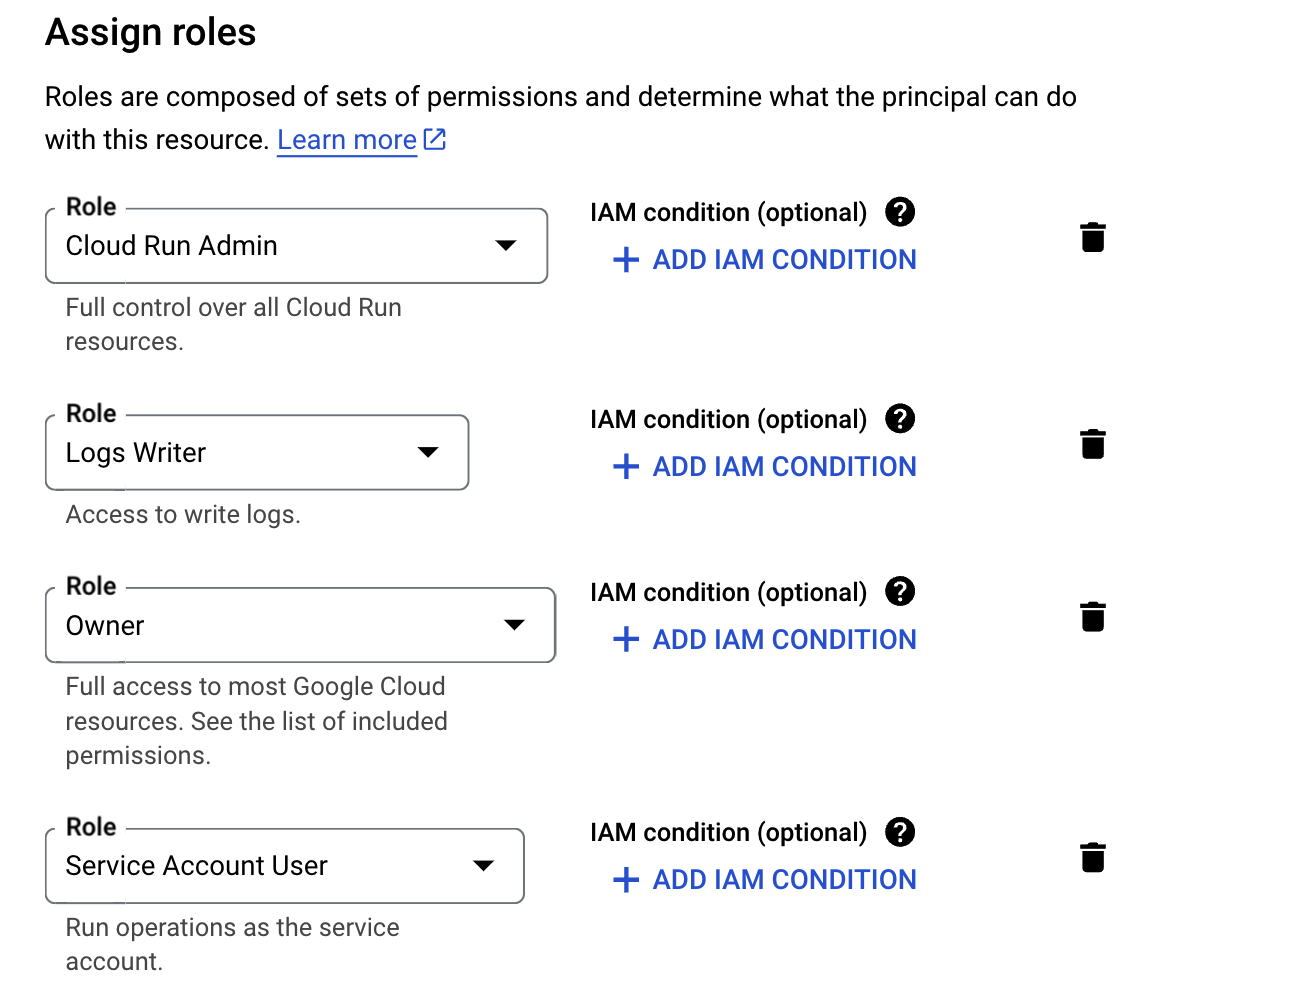 Assign roles
Roles are composed of sets of permissions and determine what the principal can do
with this resource. Learn more
Role
Cloud Run Admin
IAM condition (optional)
+ ADD IAM CONDITION
Full control over all Cloud Run
resources.
Role
Logs Writer
IAM condition (optional)
+ ADD IAM CONDITION
Access to write logs.
Role
Owner
IAM condition (optional)
+ ADD IAM CONDITION
Full access to most Google Cloud
resources. See the list of included
permissions.
Role
Service Account User
IAM condition (optional)
+ ADD IAM CONDITION
Run operations as the service
account.